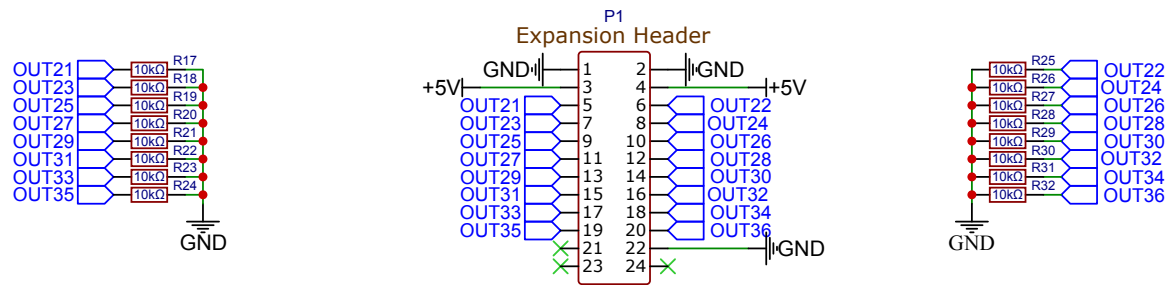 P1
Expansion Header
R17
OUT21 10kΩ
R18
OUT23 10kΩ
R19
OUT25 10kΩ
R20
OUT27 10kΩ
R21
OUT29 10kΩ
R22
OUT31 10kΩ
R23
OUT33 10kΩ
R24
OUT35 10kΩ
GND
GND 1 2 GND
+5V 3 4 +5V
OUT21 5 6 OUT22
OUT23 7 8 OUT24
OUT25 9 10 OUT26
OUT27 11 12 OUT28
OUT29 13 14 OUT30
OUT31 15 16 OUT32
OUT33 17 18 OUT34
OUT35 19 20 OUT36
21 22 GND
23 24
R25
10kΩ OUT22
R26
10kΩ OUT24
R27
10kΩ OUT26
R28
10kΩ OUT28
R29
10kΩ OUT30
R30
10kΩ OUT32
R31
10kΩ OUT34
R32
10kΩ OUT36
GND